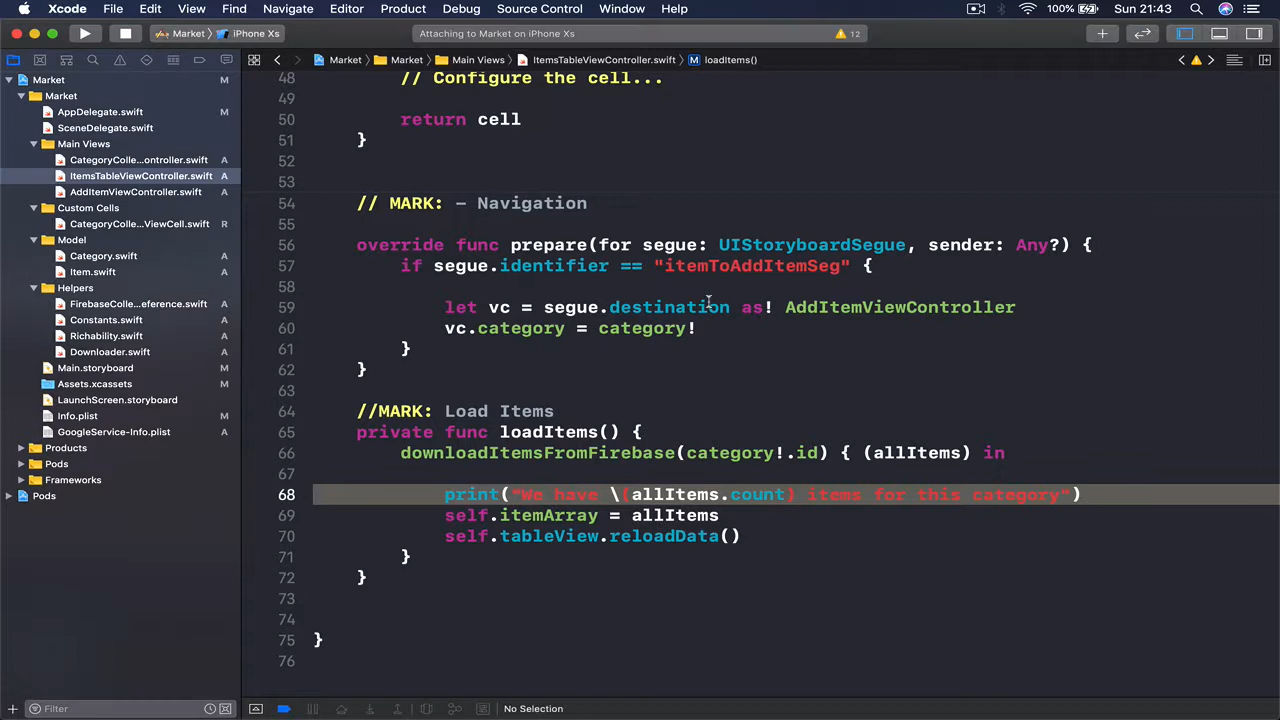 Xcode File Edit View Find Navigate Editor Product Debug Source Control Window Help 100% Sun 21:43
Market iPhone Xs Attaching to Market on iPhone Xs 12
Market Market Main Views ItemsTableViewController.swift M loadItems()
Market M
Market
AppDelegate.swift M
SceneDelegate.swift
Main Views
CategoryColle...ontroller.swift A
ItemsTableViewController.swift A
AddItemViewController.swift A
Custom Cells
CategoryColle...ViewCell.swift R
Model
Category.swift A
Item.swift A
Helpers
FirebaseColle...eference.swift A
Constants.swift A
Richability.swift A
Downloader.swift A
Main.storyboard M
Assets.xcassets M
LaunchScreen.storyboard
Info.plist M
GoogleService-Info.plist A
Products
Pods
Frameworks
Pods
Filter
48 // Configure the cell...
49
50 return cell
51 }
52
53
54 // MARK: - Navigation
55
56 override func prepare(for segue: UIStoryboardSegue, sender: Any?) {
57 if segue.identifier == "itemToAddItemSeg" {
58
59 let vc = segue.destination as! AddItemViewController
60 vc.category = category!
61 }
62 }
63
64 //MARK: Load Items
65 private func loadItems() {
66 downloadItemsFromFirebase(category!.id) { (allItems) in
67
68 print("We have \(allItems.count) items for this category")
69 self.itemArray = allItems
70 self.tableView.reloadData()
71 }
72 }
73
74
75 }
76
No Selection